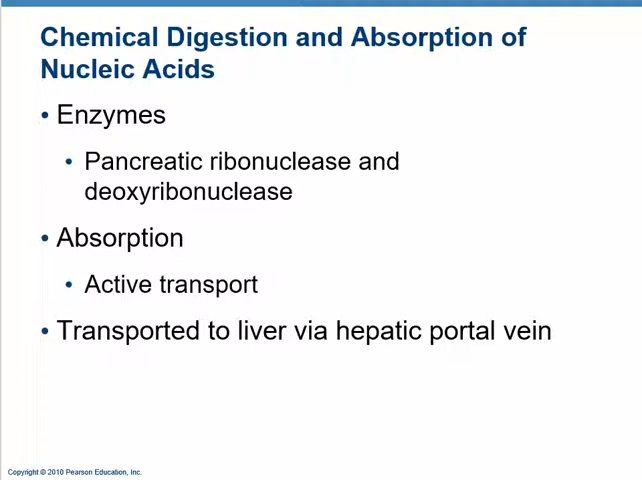 Chemical Digestion and Absorption of
Nucleic Acids
• Enzymes
• Pancreatic ribonuclease and
deoxyribonuclease
• Absorption
• Active transport
• Transported to liver via hepatic portal vein
Copyright © 2010 Pearson Education, Inc.